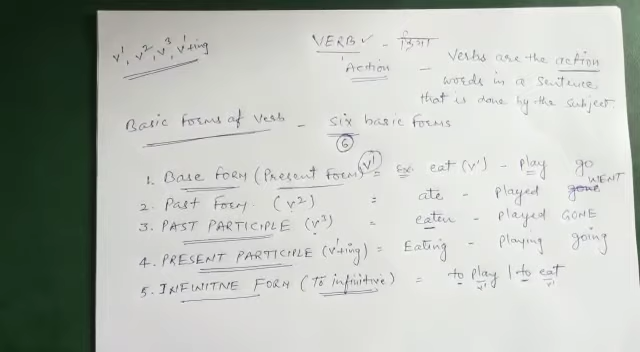 V¹, V², V³, V¹+ing
VERB ✓ - क्रिया
Action
- Verbs are the action
words in a sentence
that is done by the subject.
Basic Forms of Verb - six basic forms
6
1. Base form (Present form) V¹ = Ex. eat (V¹) - play go
2. Past Form. (V²) = ate - played gone WENT
3. PAST PARTICIPLE (V³) = eaten - played GONE
4. PRESENT PARTICIPLE (V¹+ing) = Eating - playing going
5. INFINITNE FORM (To infinitive) = to play | to eat
V¹ V¹